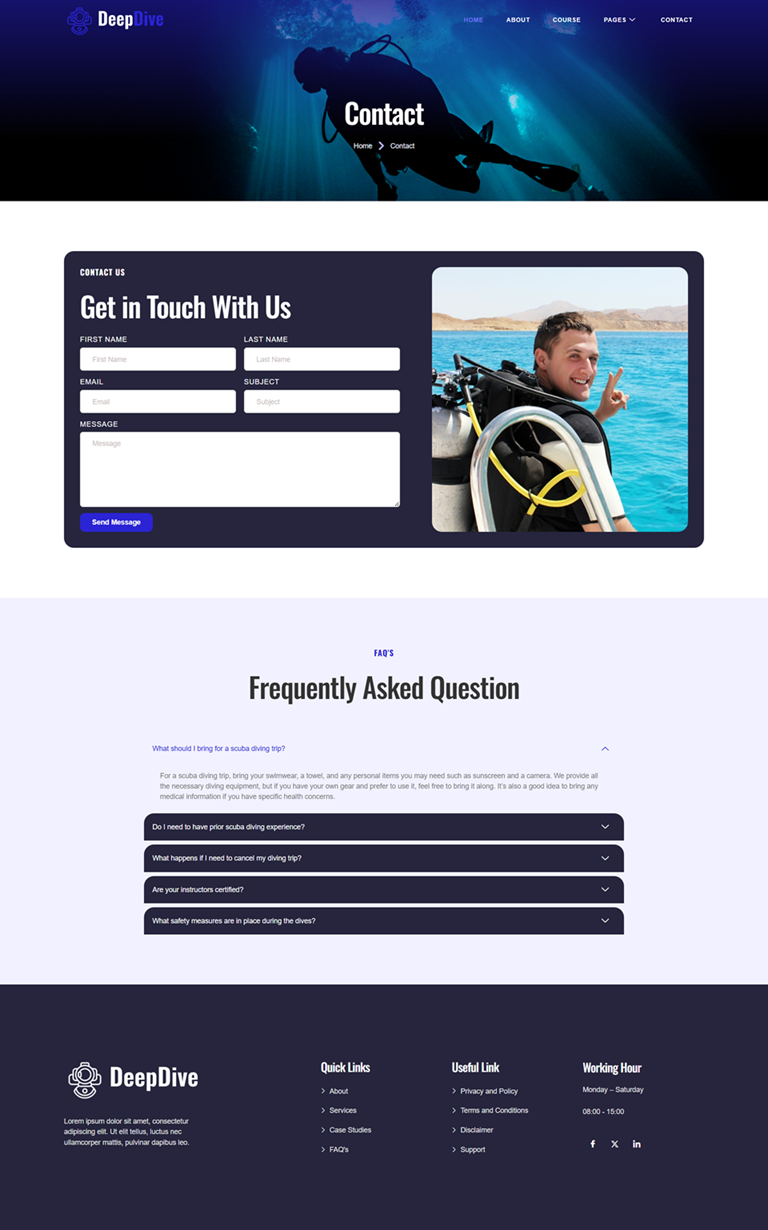 DeepDive
HOME
ABOUT
COURSE
PAGES
CONTACT
Contact
Home
Contact
CONTACT US
Get in Touch With Us
FIRST NAME
LAST NAME
First Name
Last Name
EMAIL
SUBJECT
Email
Subject
MESSAGE
Message
Send Message
FAQ'S
Frequently Asked Question
What should I bring for a scuba diving trip?
For a scuba diving trip, bring your swimwear, a towel, and any personal items you may need such as sunscreen and a camera. We provide all
the necessary diving equipment, but if you have your own gear and prefer to use it, feel free to bring it along. It's also a good idea to bring any
medical information if you have specific health concerns.
Do I need to have prior scuba diving experience?
What happens if I need to cancel my diving trip?
Are your instructors certified?
What safety measures are in place during the dives?
DeepDive
Lorem ipsum dolor sit amet, consectetur
adipiscing elit. Ut elit tellus, luctus nec
ullamcorper mattis, pulvinar dapibus leo.
Quick Links
About
Services
Case Studies
FAQ's
Useful Link
Privacy and Policy
Terms and Conditions
Disclaimer
Support
Working Hour
Monday – Saturday
08:00 - 15:00